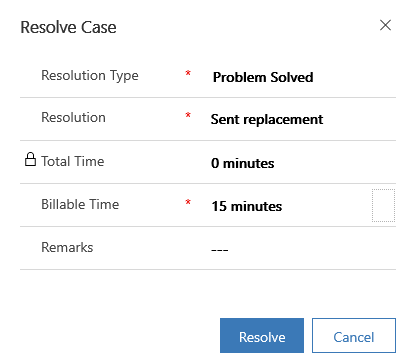 Resolve Case
Resolution Type * Problem Solved
Resolution * Sent replacement
Total Time 0 minutes
Billable Time * 15 minutes
Remarks ---
Resolve Cancel